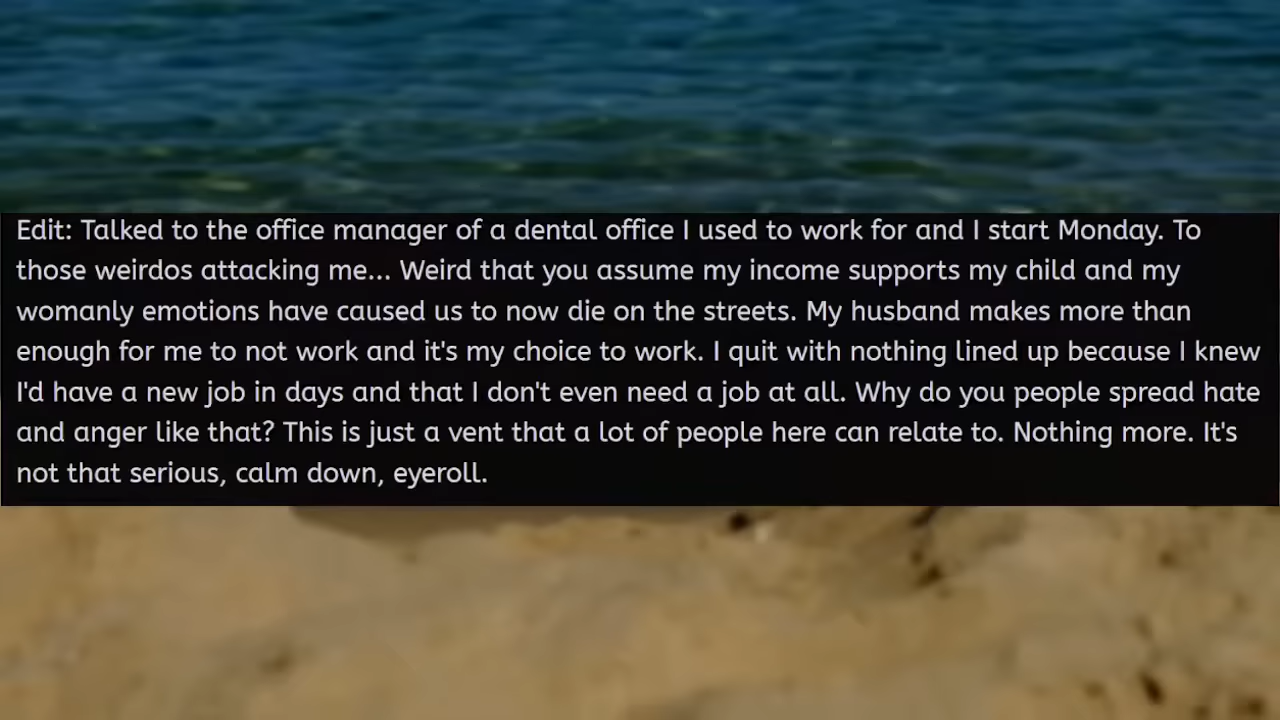 Edit: Talked to the office manager of a dental office I used to work for and I start Monday. To
those weirdos attacking me... Weird that you assume my income supports my child and my
womanly emotions have caused us to now die on the streets. My husband makes more than
enough for me to not work and it's my choice to work. I quit with nothing lined up because I knew
I'd have a new job in days and that I don't even need a job at all. Why do you people spread hate
and anger like that? This is just a vent that a lot of people here can relate to. Nothing more. It's
not that serious, calm down, eyeroll.